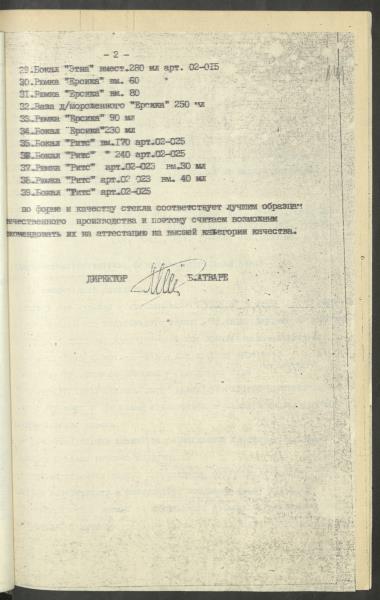 - 2 -
29.Бокал "Этна" вмест.280 мл арт. 02-015
30.Рюмка "Ерсика" вм. 60
31.Рюмка "Ерсика" вм. 80
32.Ваза д/мороженного "Ерсика" 250 мл
33.Рюмка "Ерсика" 90 мл
34.Бокал "Ерсика"230 мл
35.Бокал "Ритс" вм.170 арт.02-025
36.Бокал "Ритс" " 240 арт.02-025
37.Рюмка "Ритс" арт.02-023 вм.30 мл
38.Рюмка "Ритс" арт.02 023 вм. 40 мл
39.Бокал "Ритс" арт.02-025
по форме и качеству стекла соответствует лучшим образцам
отечественного производства и поэтому считаем возможным
рекомендовать их на аттестацию на высшей категории качества.
ДИРЕКТОР Б.АТВАРЕ